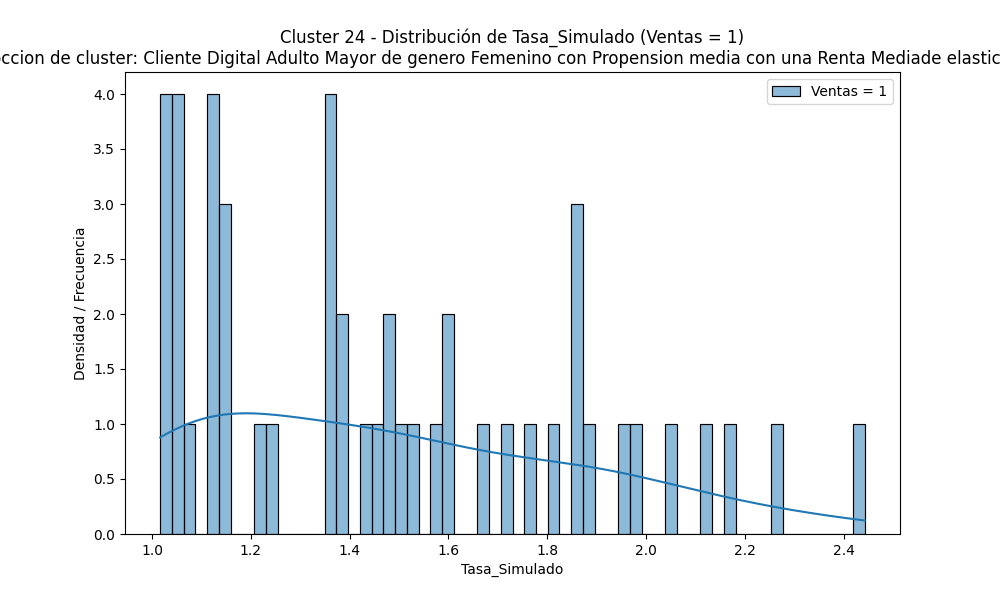 Cluster 24 - Distribución de Tasa_Simulado (Ventas = 1)
de cluster: Cliente Digital Adulto Mayor de genero Femenino con Propension media con una Renta Mediade
Ventas = 1
Densidad / Frecuencia
4.0
3.5
3.0
2.5
2.0
1.5
1.0
0.5
0.0
1.0 1.2 1.4 1.6 1.8 2.0 2.2 2.4
Tasa_Simulado